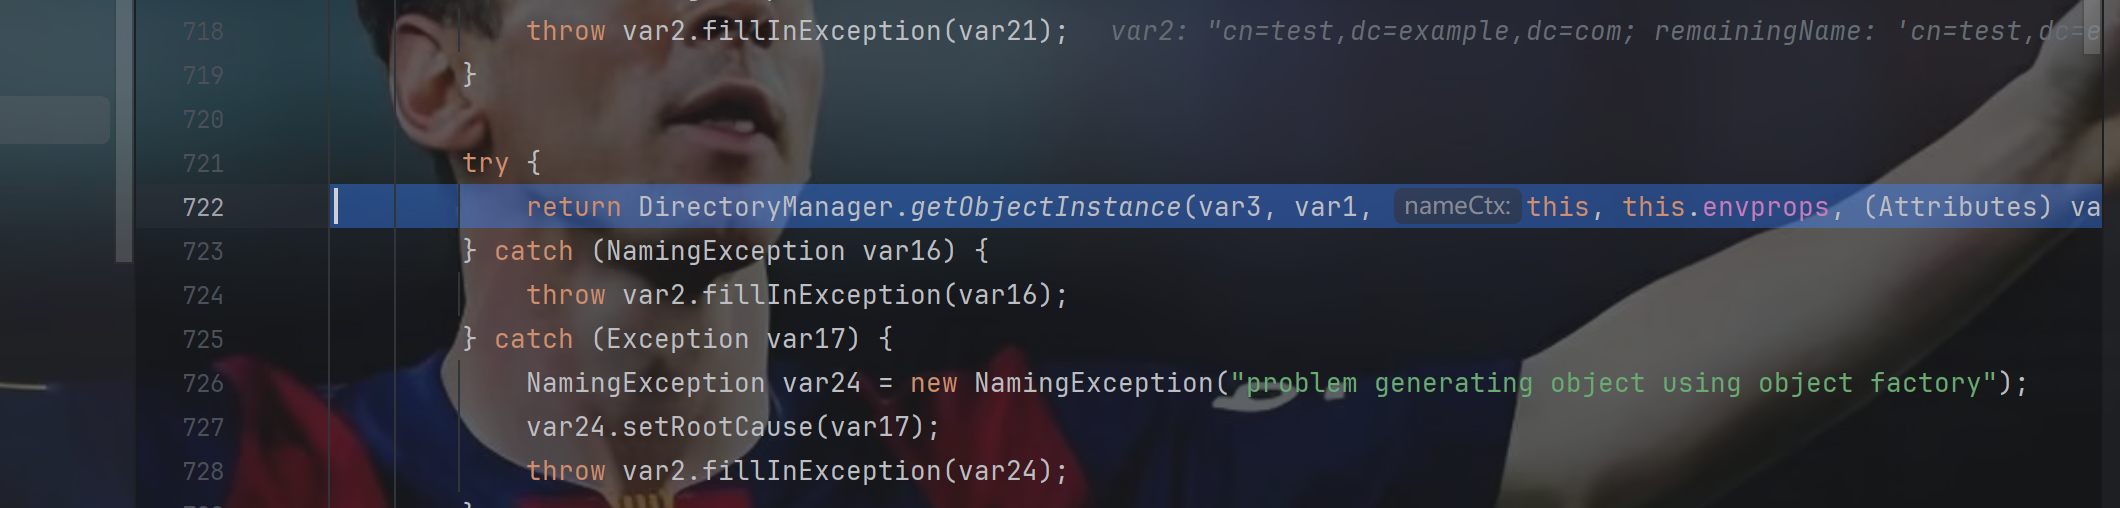 718 throw var2.fillInException(var21); var2: "cn=test,dc=example,dc=com; remainingName: 'cn=test,dc=e
719 }
720
721 try {
722 return DirectoryManager.getObjectInstance(var3, var1, nameCtx: this, this.envprops, (Attributes) va
723 } catch (NamingException var16) {
724 throw var2.fillInException(var16);
725 } catch (Exception var17) {
726 NamingException var24 = new NamingException("problem generating object using object factory");
727 var24.setRootCause(var17);
728 throw var2.fillInException(var24);